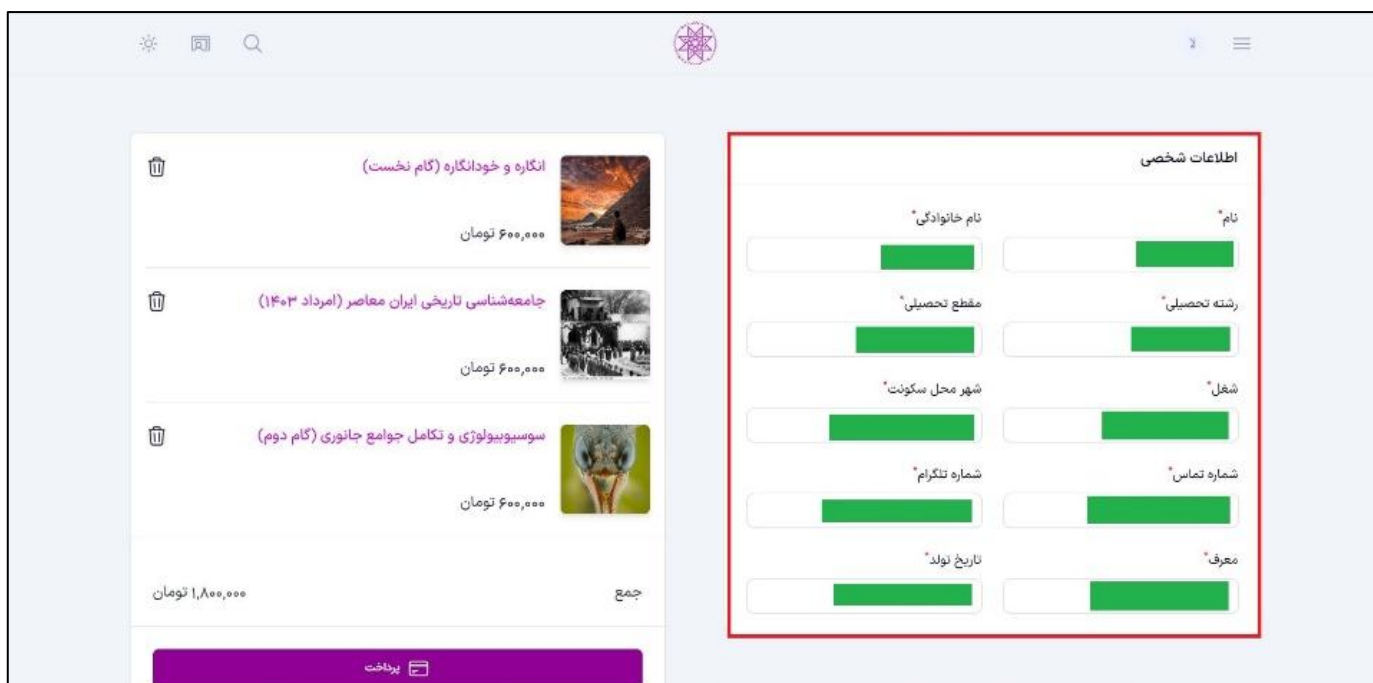 اطلاعات شخصی
نام*
نام خانوادگی*
رشته تحصیلی*
مقطع تحصیلی*
شغل*
شهر محل سکونت*
شماره تماس*
شماره تلگرام*
معرف*
تاریخ تولد*
انگاره و خودانگاره (گام نخست)
۶۰۰,۰۰۰ تومان
جامعه‌شناسی تاریخی ایران معاصر (امرداد ۱۴۰۳)
۶۰۰,۰۰۰ تومان
سوسیوبیولوژی و تکامل جوامع جانوری (گام دوم)
۶۰۰,۰۰۰ تومان
جمع
۱,۸۰۰,۰۰۰ تومان
پرداخت